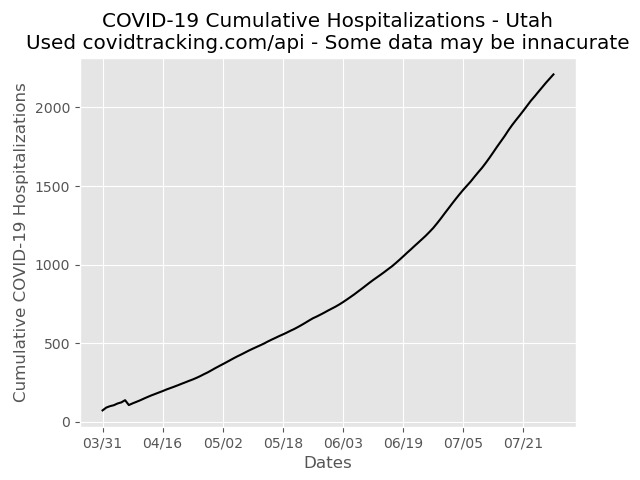 COVID-19 Cumulative Hospitalizations - Utah
Used covidtracking.com/api - Some data may be innacurate
Cumulative COVID-19 Hospitalizations
2000
1500
1000
500
0
03/31 04/16 05/02 05/18 06/03 06/19 07/05 07/21
Dates